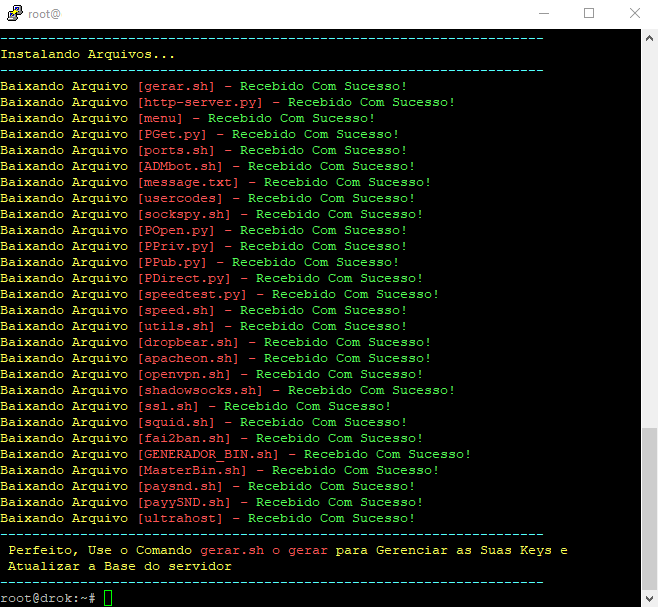 root@
--------------------------------------------------------------------
Instalando Arquivos...
--------------------------------------------------------------------
Baixando Arquivo [gerar.sh] - Recebido Com Sucesso!
Baixando Arquivo [http-server.py] - Recebido Com Sucesso!
Baixando Arquivo [menu] - Recebido Com Sucesso!
Baixando Arquivo [PGet.py] - Recebido Com Sucesso!
Baixando Arquivo [ports.sh] - Recebido Com Sucesso!
Baixando Arquivo [ADMbot.sh] - Recebido Com Sucesso!
Baixando Arquivo [message.txt] - Recebido Com Sucesso!
Baixando Arquivo [usercodes] - Recebido Com Sucesso!
Baixando Arquivo [sockspy.sh] - Recebido Com Sucesso!
Baixando Arquivo [POpen.py] - Recebido Com Sucesso!
Baixando Arquivo [PPriv.py] - Recebido Com Sucesso!
Baixando Arquivo [PPub.py] - Recebido Com Sucesso!
Baixando Arquivo [PDirect.py] - Recebido Com Sucesso!
Baixando Arquivo [speedtest.py] - Recebido Com Sucesso!
Baixando Arquivo [speed.sh] - Recebido Com Sucesso!
Baixando Arquivo [utils.sh] - Recebido Com Sucesso!
Baixando Arquivo [dropbear.sh] - Recebido Com Sucesso!
Baixando Arquivo [apacheon.sh] - Recebido Com Sucesso!
Baixando Arquivo [openvpn.sh] - Recebido Com Sucesso!
Baixando Arquivo [shadowsocks.sh] - Recebido Com Sucesso!
Baixando Arquivo [ssl.sh] - Recebido Com Sucesso!
Baixando Arquivo [squid.sh] - Recebido Com Sucesso!
Baixando Arquivo [fai2ban.sh] - Recebido Com Sucesso!
Baixando Arquivo [GENERADOR_BIN.sh] - Recebido Com Sucesso!
Baixando Arquivo [MasterBin.sh] - Recebido Com Sucesso!
Baixando Arquivo [paysnd.sh] - Recebido Com Sucesso!
Baixando Arquivo [payySND.sh] - Recebido Com Sucesso!
Baixando Arquivo [ultrahost] - Recebido Com Sucesso!
--------------------------------------------------------------------
Perfeito, Use o Comando gerar.sh o gerar para Gerenciar as Suas Keys e
Atualizar a Base do servidor
--------------------------------------------------------------------
root@drok:~#